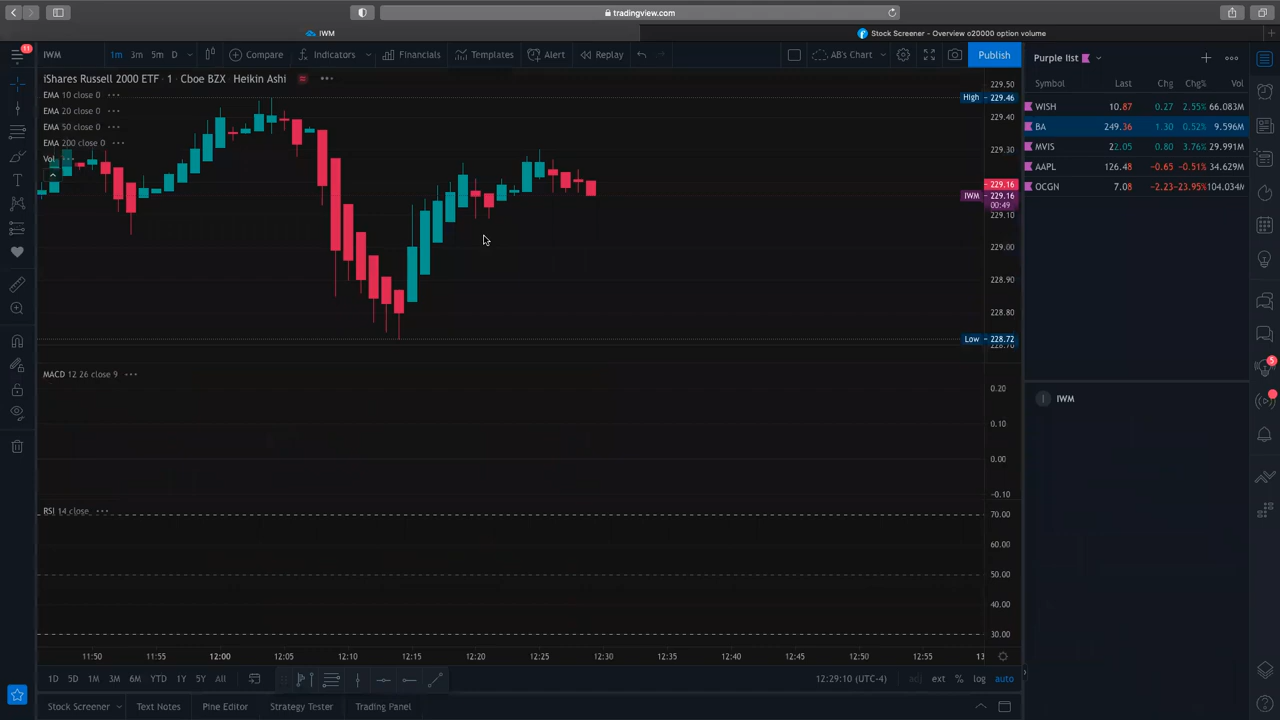 tradingview.com
IWM
Stock Screener - Overview o20000 option volume
11
IWM
1m 3m 5m D
Compare
Indicators
Financials
Templates
Alert
Replay
AB's Chart
Publish
iShares Russell 2000 ETF · 1 · Cboe BZX Heikin Ashi
EMA 10 close 0
EMA 20 close 0
EMA 50 close 0
EMA 200 close 0
Vol
229.50
High 229.46
229.40
229.30
229.16
IWM 229.16
00:49
229.10
229.00
228.90
228.80
Low 228.72
MACD 12 26 close 9
0.20
0.10
0.00
-0.10
RSI 14 close
70.00
60.00
50.00
40.00
30.00
11:50 11:55 12:00 12:05 12:10 12:15 12:20 12:25 12:30 12:40 12:45 12:50 12:55 13
1D 5D 1M 3M 6M YTD 1Y 5Y All
12:29:10 (UTC-4)
adj ext % log auto
Stock Screener
Text Notes
Pine Editor
Strategy Tester
Trading Panel
Purple list
Symbol Last Chg Chg% Vol
WISH 10.87 0.27 2.55% 66.083M
BA 249.36 1.30 0.52% 9.596M
MVIS 22.05 0.80 3.76% 29.991M
AAPL 126.48 -0.65 -0.51% 34.629M
OCGN 7.08 -2.23 -23.95% 104.034M
I IWM
5